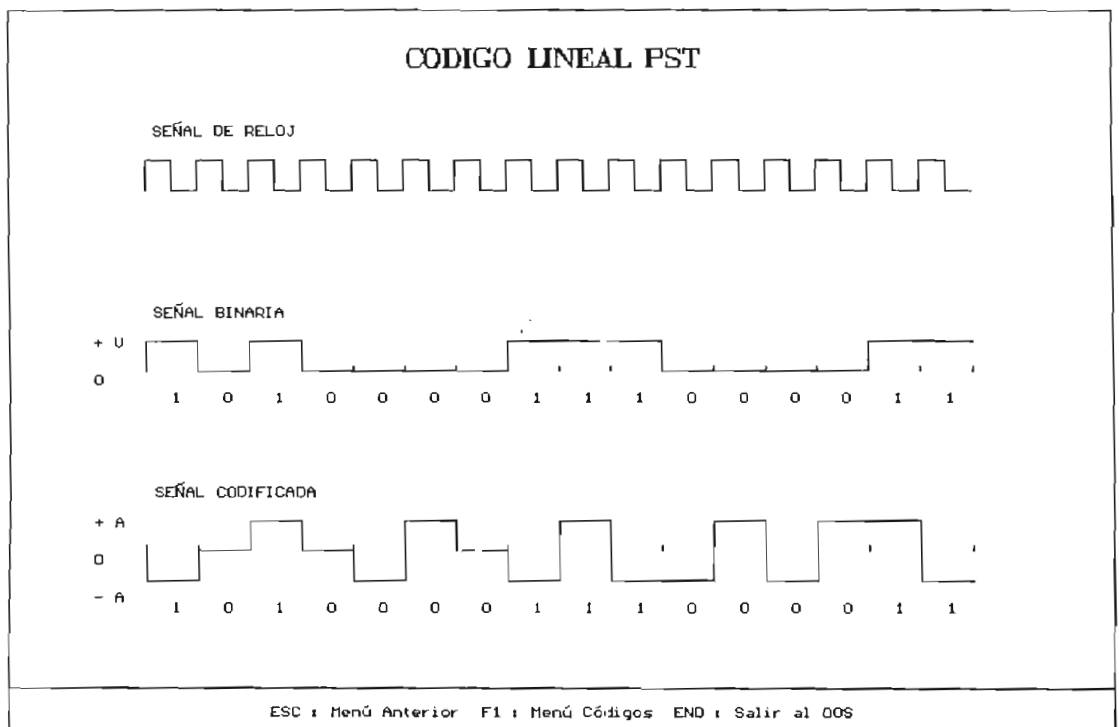 CODIGO LINEAL PST
SEÑAL DE RELOJ
SEÑAL BINARIA
+ V
0
1 0 1 0 0 0 0 1 1 1 0 0 0 0 1 1
SEÑAL CODIFICADA
+ A
0
- A
1 0 1 0 0 0 0 1 1 1 0 0 0 0 1 1
ESC : Menú Anterior F1 : Menú Códigos END : Salir al DOS